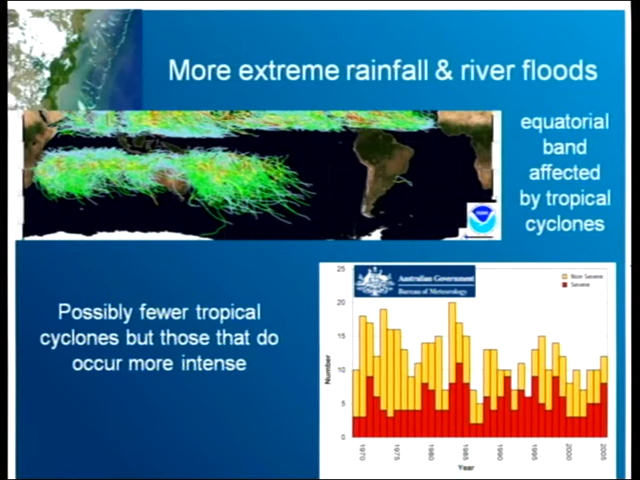 More extreme rainfall & river floods
equatorial
band
affected
by tropical
cyclones
Possibly fewer tropical
cyclones but those that do
occur more intense
Australian Government
Bureau of Meteorology
Non Severe
Severe
25
20
15
10
5
0
Number
1970
1975
1980
1985
1990
1995
2000
2005
Year